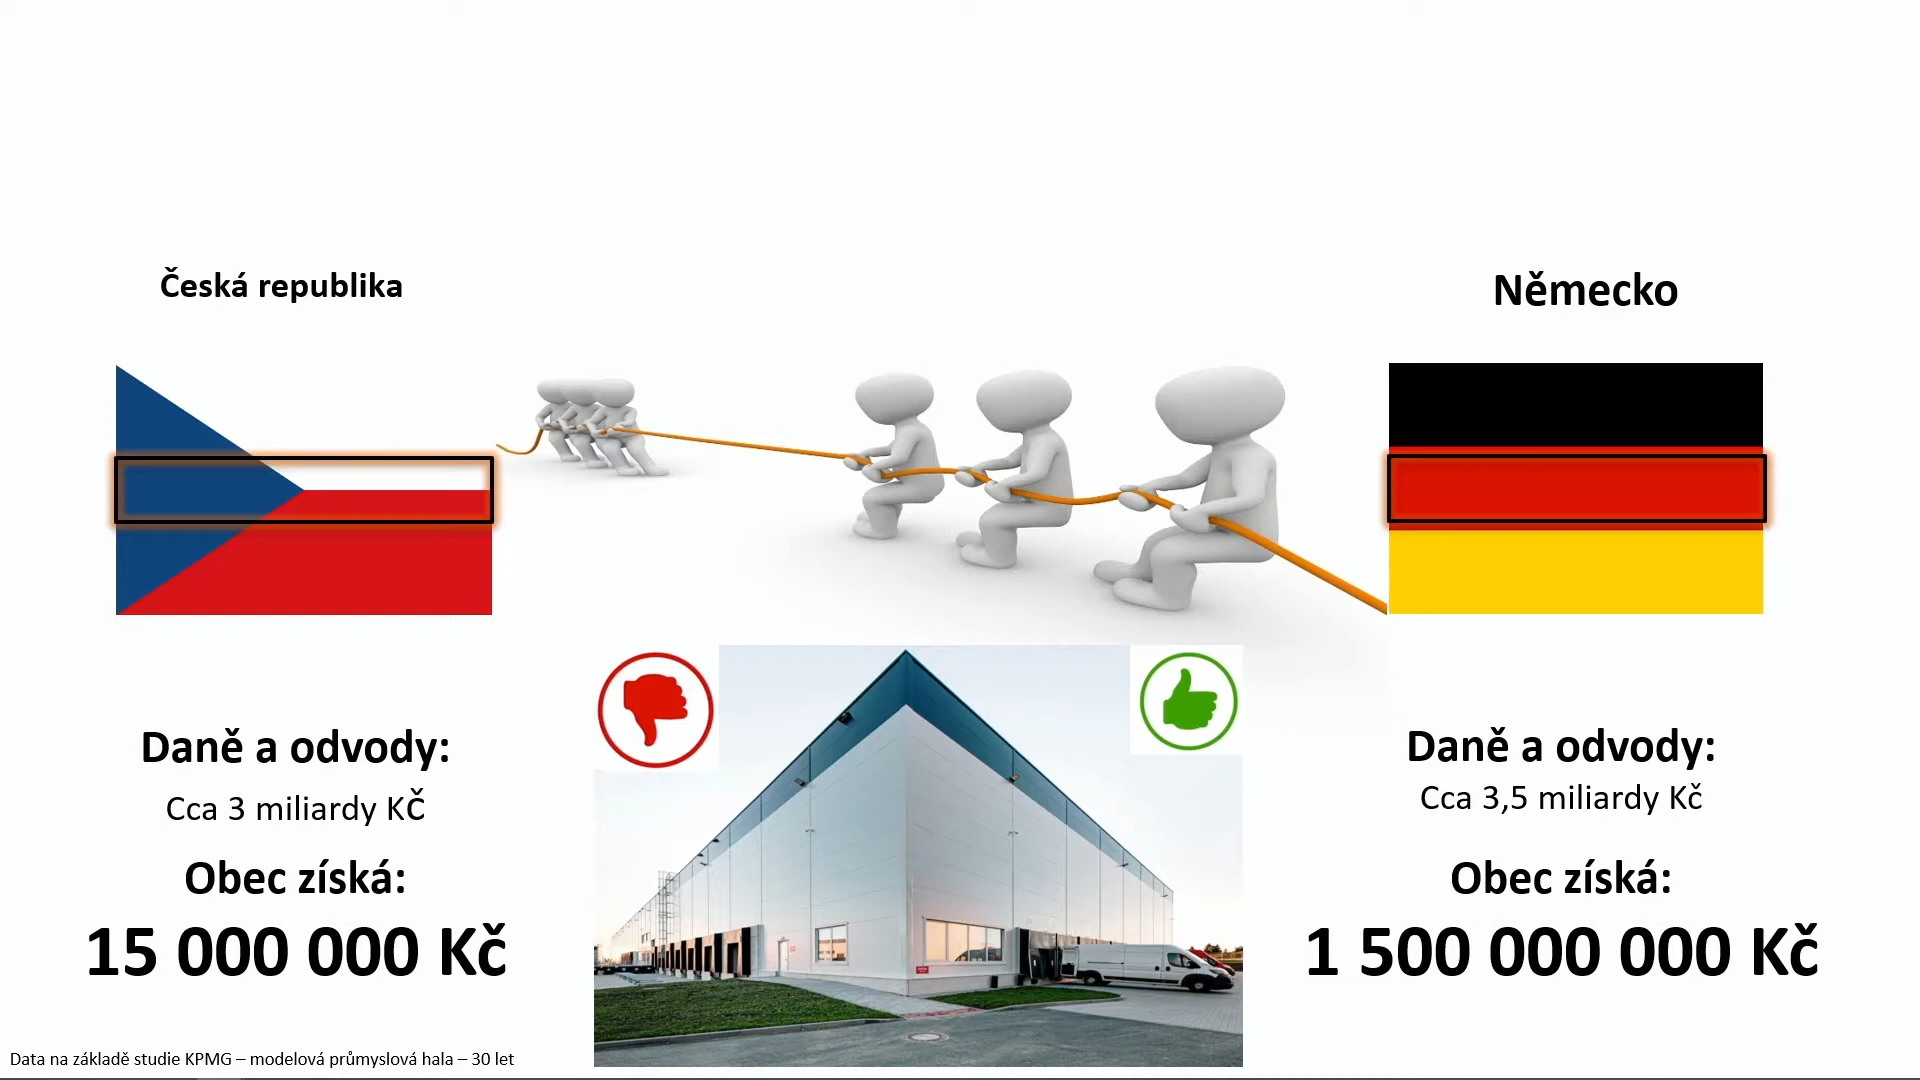 Česká republika
Německo
Daně a odvody:
Cca 3 miliardy Kč
Obec získá:
15 000 000 Kč
Daně a odvody:
Cca 3,5 miliardy Kč
Obec získá:
1 500 000 000 Kč
Data na základě studie KPMG – modelová průmyslová hala – 30 let